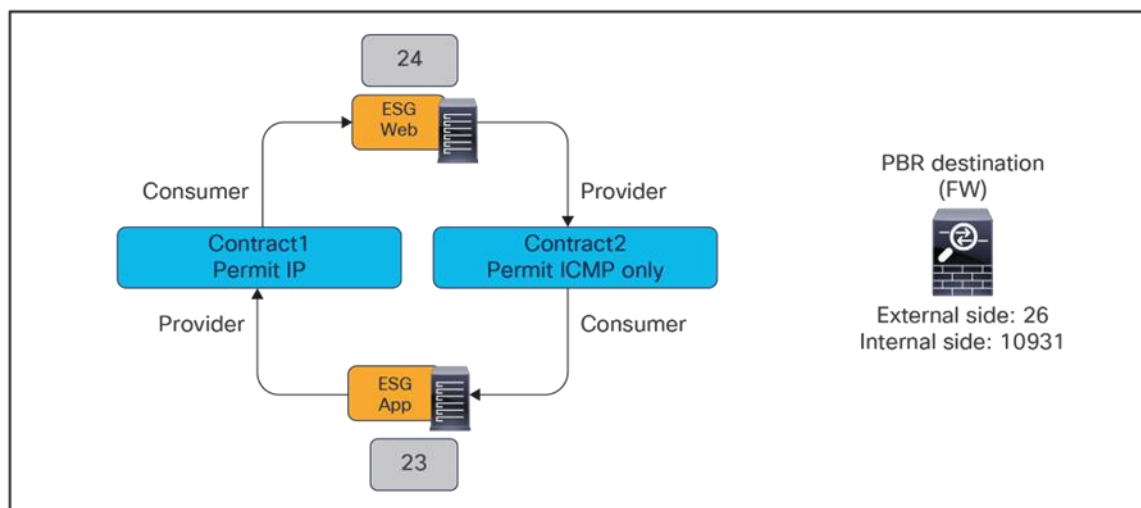 24
ESG
Web
Consumer
Provider
PBR destination
(FW)
Contract1
Permit IP
Contract2
Permit ICMP only
External side: 26
Internal side: 10931
Provider
Consumer
ESG
App
23